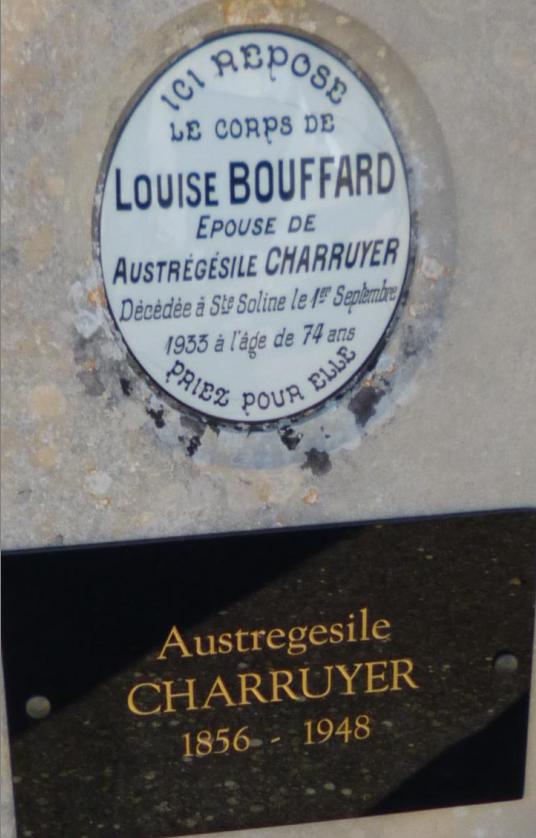 ICI REPOSE
LE CORPS DE
LOUISE BOUFFARD
EPOUSE DE
AUSTRÉGÉSILE CHARRUYER
Décèdèe à Ste Soline le 1er Septembre
1933 à l'âge de 74 ans
PRIEZ POUR ELLE
Austregesile
CHARRUYER
1856 - 1948